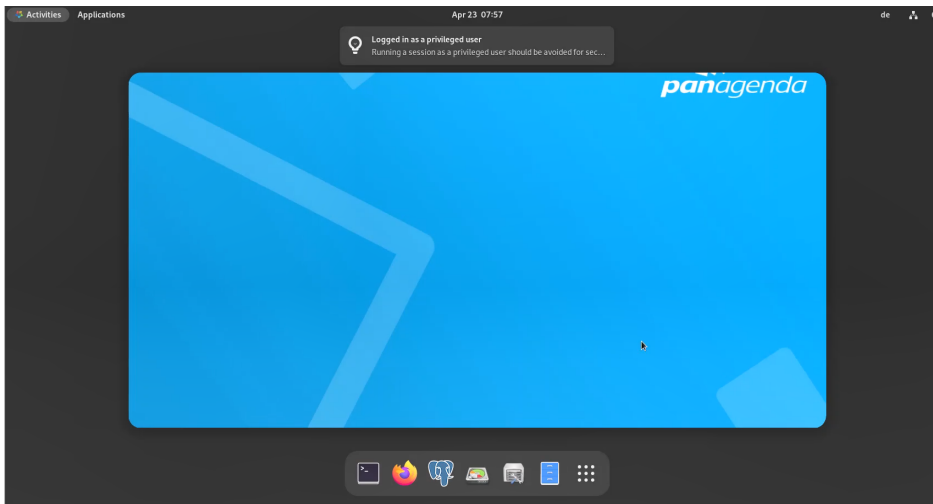 Activities Applications Apr 23 07:57 de
Logged in as a privileged user
Running a session as a privileged user should be avoided for sec...
panagenda